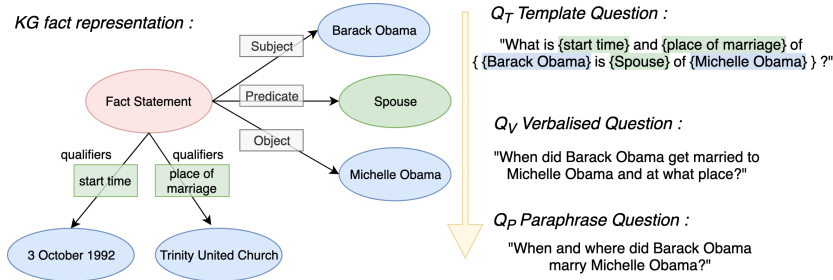 KG fact representation :
Barack Obama
Subject
Fact Statement
Predicate
Spouse
Object
Michelle Obama
qualifiers
qualifiers
start time
place of
marriage
3 October 1992
Trinity United Church
QT Template Question :
"What is {start time} and {place of marriage} of
{ {Barack Obama} is {Spouse} of {Michelle Obama} } ?"
QV Verbalised Question :
"When did Barack Obama get married to
Michelle Obama and at what place?"
QP Paraphrase Question :
"When and where did Barack Obama
marry Michelle Obama?"